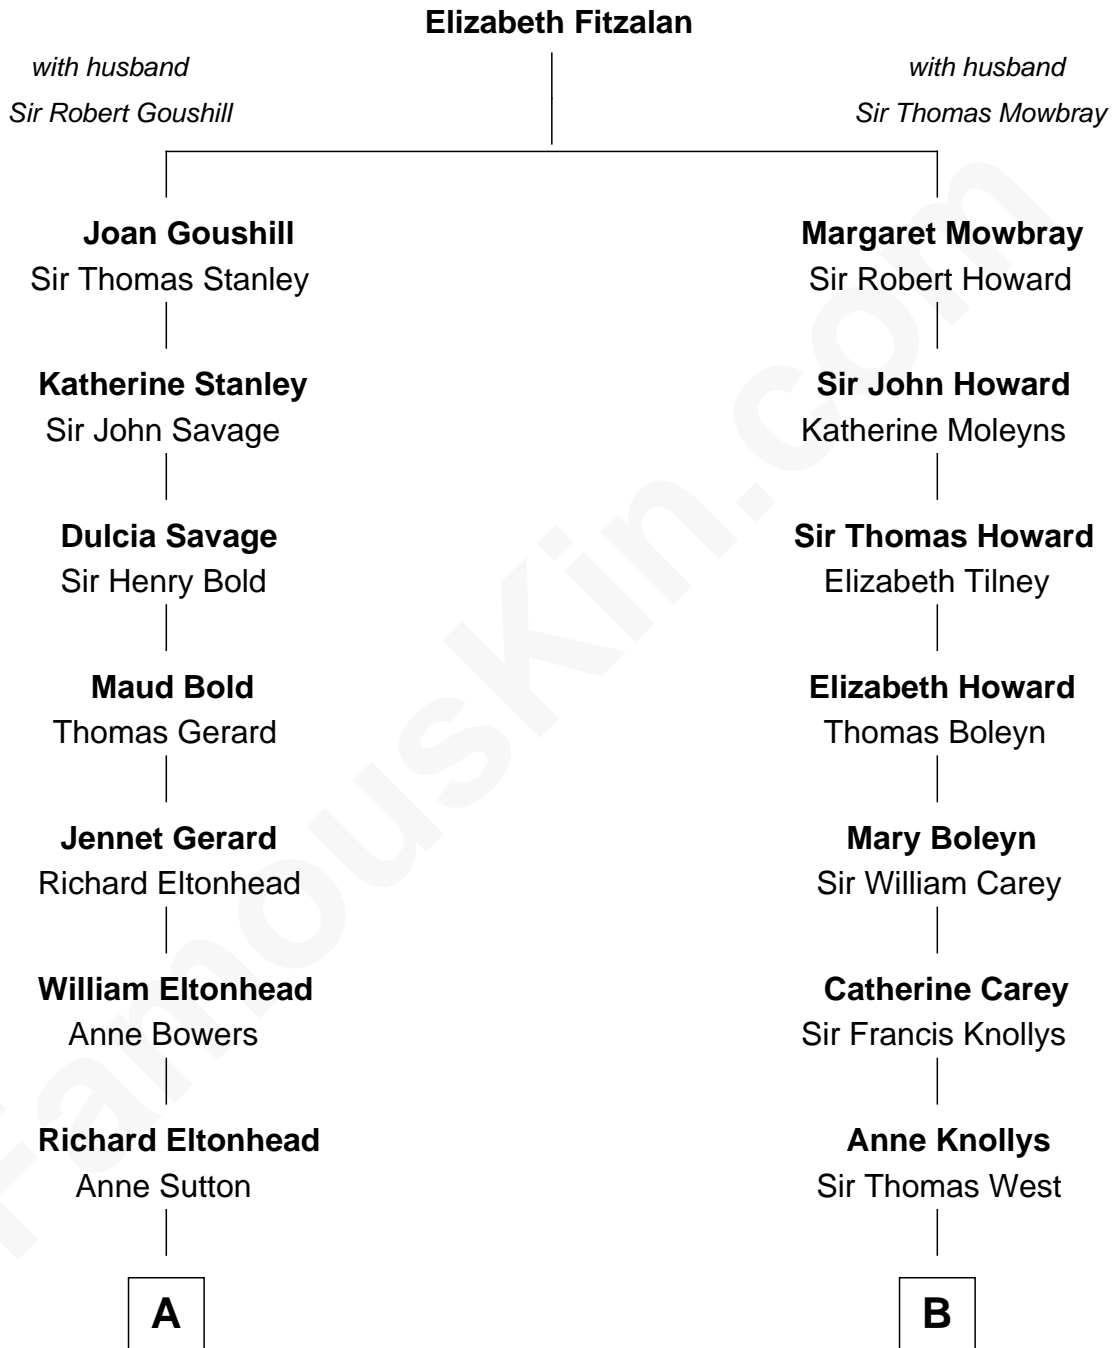 Elizabeth Fitzalan
with husband
Sir Robert Goushill
with husband
Sir Thomas Mowbray
Joan Goushill
Sir Thomas Stanley
Margaret Mowbray
Sir Robert Howard
Katherine Stanley
Sir John Savage
Sir John Howard
Katherine Moleyns
Dulcia Savage
Sir Henry Bold
Sir Thomas Howard
Elizabeth Tilney
Maud Bold
Thomas Gerard
Elizabeth Howard
Thomas Boleyn
Jennet Gerard
Richard Eltonhead
Mary Boleyn
Sir William Carey
William Eltonhead
Anne Bowers
Catherine Carey
Sir Francis Knollys
Richard Eltonhead
Anne Sutton
Anne Knollys
Sir Thomas West
A
B
FamousKin.com